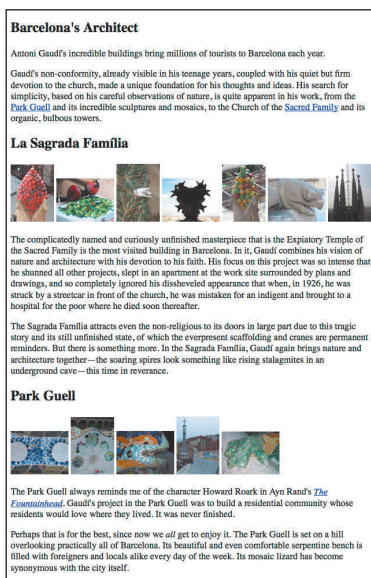 Barcelona's Architect
Antoni Gaudí's incredible buildings bring millions of tourists to Barcelona each year.
Gaudí's non-conformity, already visible in his teenage years, coupled with his quiet but firm
devotion to the church, made a unique foundation for his thoughts and ideas. His search for
simplicity, based on his careful observations of nature, is quite apparent in his work, from the
Park Guell and its incredible sculptures and mosaics, to the Church of the Sacred Family and its
organic, bulbous towers.
La Sagrada Família
The complicatedly named and curiously unfinished masterpiece that is the Expiatory Temple of
the Sacred Family is the most visited building in Barcelona. In it, Gaudí combines his vision of
nature and architecture with his devotion to his faith. His focus on this project was so intense that
he shunned all other projects, slept in an apartment at the work site surrounded by plans and
drawings, and so completely ignored his dissheveled appearance that when, in 1926, he was
struck by a streetcar in front of the church, he was mistaken for an indigent and brought to a
hospital for the poor where he died soon thereafter.
The Sagrada Família attracts even the non-religious to its doors in large part due to this tragic
story and its still unfinished state, of which the everpresent scaffolding and cranes are permanent
reminders. But there is something more. In the Sagrada Família, Gaudí again brings nature and
architecture together—the soaring spires look something like rising stalagmites in an
underground cave—this time in reverance.
Park Guell
The Park Guell always reminds me of the character Howard Roark in Ayn Rand's The
Fountainhead. Gaudí's project in the Park Guell was to build a residential community whose
residents would love where they lived. It was never finished.
Perhaps that is for the best, since now we all get to enjoy it. The Park Guell is set on a hill
overlooking practically all of Barcelona. Its beautiful and even comfortable serpentine bench is
filled with foreigners and locals alike every day of the week. Its mosaic lizard has become
synonymous with the city itself.